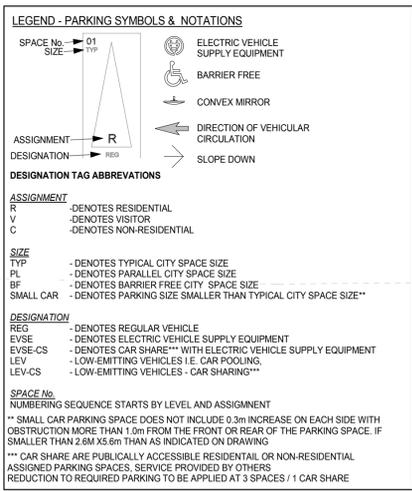 LEGEND - PARKING SYMBOLS & NOTATIONS
SPACE No. 01
SIZE TYP
ASSIGNMENT R
DESIGNATION REG
ELECTRIC VEHICLE
SUPPLY EQUIPMENT
BARRIER FREE
CONVEX MIRROR
DIRECTION OF VEHICULAR
CIRCULATION
SLOPE DOWN
DESIGNATION TAG ABBREVATIONS
ASSIGNMENT
R -DENOTES RESIDENTIAL
V -DENOTES VISITOR
C -DENOTES NON-RESIDENTIAL
SIZE
TYP - DENOTES TYPICAL CITY SPACE SIZE
PL - DENOTES PARALLEL CITY SPACE SIZE
BF - DENOTES BARRIER FREE CITY SPACE SIZE
SMALL CAR - DENOTES PARKING SIZE SMALLER THAN TYPICAL CITY SPACE SIZE**
DESIGNATION
REG - DENOTES REGULAR VEHICLE
EVSE - DENOTES ELECTRIC VEHICLE SUPPLY EQUIPMENT
EVSE-CS - DENOTES CAR SHARE*** WITH ELECTRIC VEHICLE SUPPLY EQUIPMENT
LEV - LOW-EMITTING VEHICLES I.E. CAR POOLING,
LEV-CS - LOW-EMITTING VEHICLES - CAR SHARING***
SPACE No.
NUMBERING SEQUENCE STARTS BY LEVEL AND ASSIGMNENT
** SMALL CAR PARKING SPACE DOES NOT INCLUDE 0.3m INCREASE ON EACH SIDE WITH
OBSTRUCTION MORE THAN 1.0m FROM THE FRONT OR REAR OF THE PARKING SPACE. IF
SMALLER THAN 2.6M X5.6m THAN AS INDICATED ON DRAWING
*** CAR SHARE ARE PUBLICALLY ACCESSIBLE RESIDENTAIL OR NON-RESIDENTIAL
ASSIGNED PARKING SPACES, SERVICE PROVIDED BY OTHERS
REDUCTION TO REQUIRED PARKING TO BE APPLIED AT 3 SPACES / 1 CAR SHARE